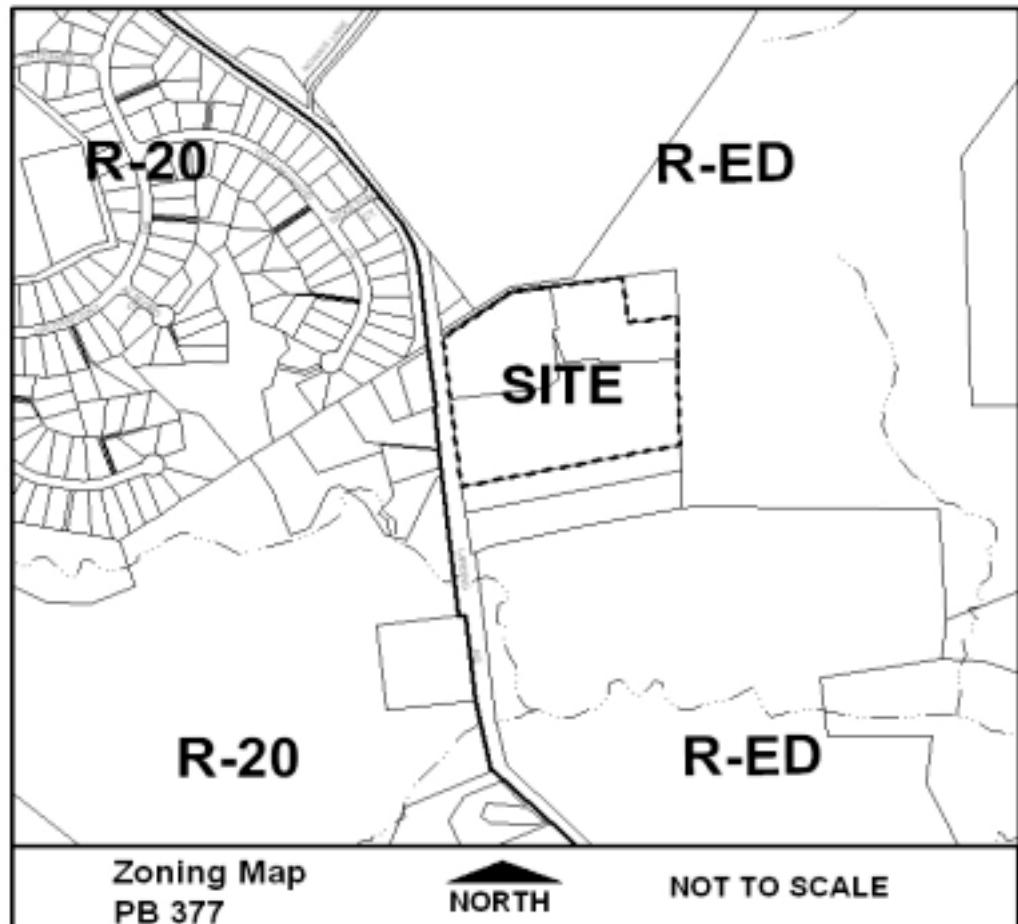 R-20
R-ED
SITE
R-20
R-ED
Zoning Map
PB 377
NORTH
NOT TO SCALE